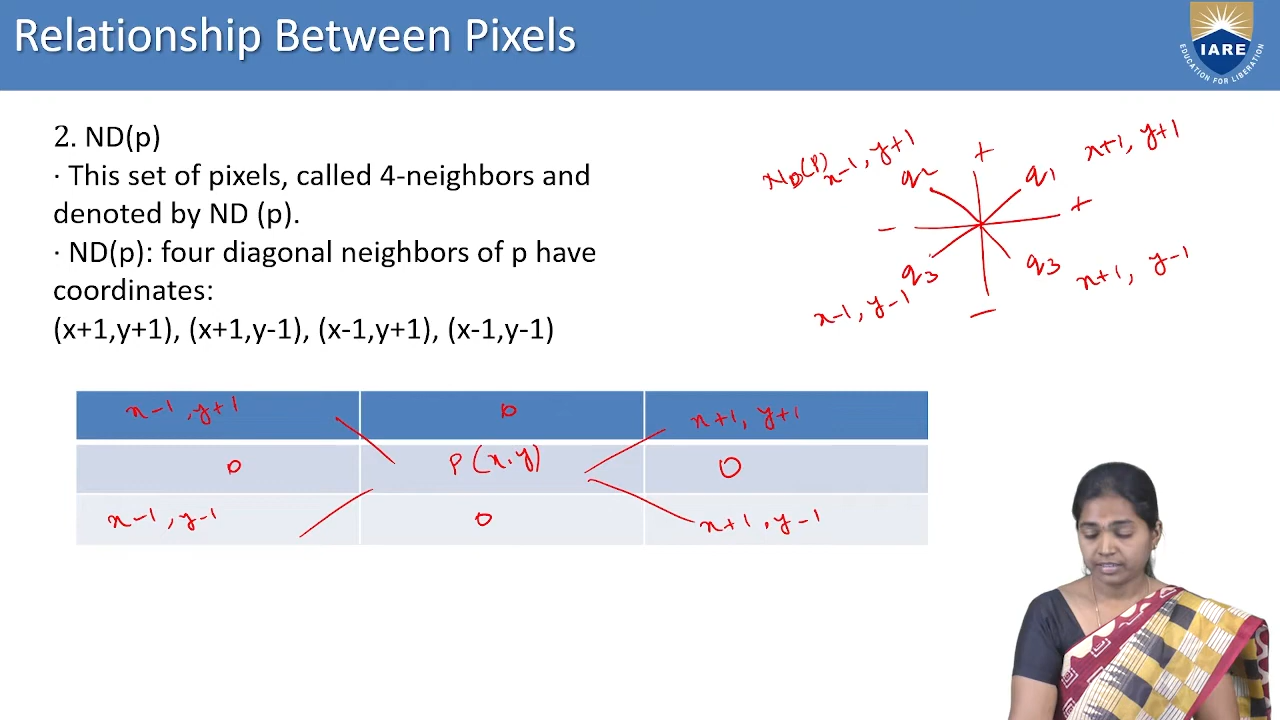 Relationship Between Pixels
IARE
EDUCATION FOR LIBERATION
2. ND(p)
· This set of pixels, called 4-neighbors and
denoted by ND (p).
· ND(p): four diagonal neighbors of p have
coordinates:
(x+1,y+1), (x+1,y-1), (x-1,y+1), (x-1,y-1)
ND(P)
x-1, y+1
+
x+1, y+1
q2
q1
-
+
q3
q3
x-1, y-1
x+1, y-1
-
x-1, y+1
0
x+1, y+1
0
P(x,y)
0
x-1, y-1
0
x+1, y-1